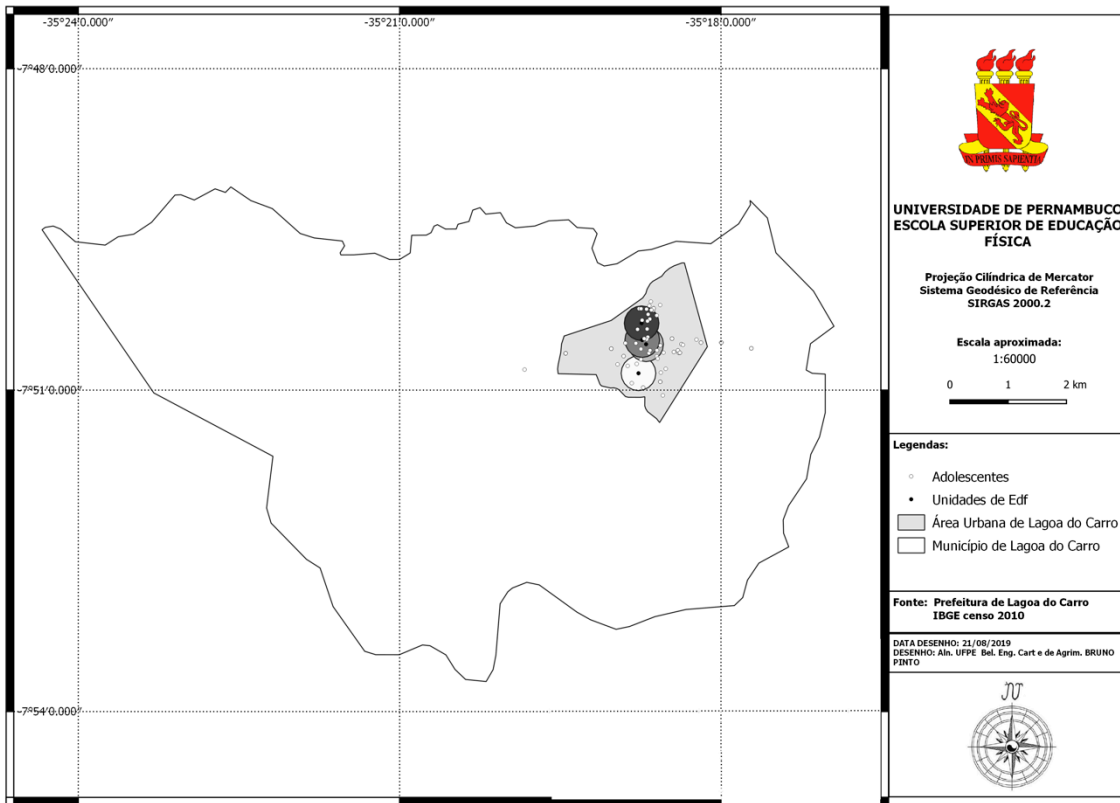 -35°24'0.000"
-35°21'0.000"
-35°18'0.000"
-7°48'0.000"
-7°51'0.000"
-7°54'0.000"
IN PRIMIS SAPIENTIA
UNIVERSIDADE DE PERNAMBUCO
ESCOLA SUPERIOR DE EDUCAÇÃO
FÍSICA
Projeção Cilíndrica de Mercator
Sistema Geodésico de Referência
SIRGAS 2000.2
Escala aproximada:
1:60000
0 1 2 km
Legendas:
Adolescentes
Unidades de Edf
Área Urbana de Lagoa do Carro
Município de Lagoa do Carro
Fonte: Prefeitura de Lagoa do Carro
IBGE censo 2010
DATA DESENHO: 21/08/2019
DESENHO: Aln. UFPE Bel. Eng. Cart e de Agrim. BRUNO
PINTO
N